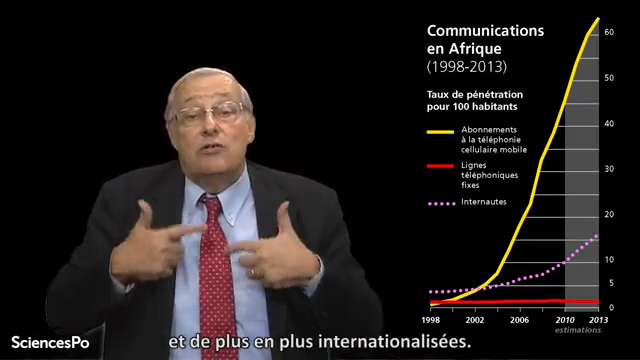 Communications
en Afrique
(1998-2013)
Taux de pénétration
pour 100 habitants
Abonnements
à la téléphonie
cellulaire mobile
Lignes
téléphoniques
fixes
Internautes
60
50
40
30
20
10
5
0
1998
2002
2006
2010
2013
estimations
et de plus en plus internationalisées.
SciencesPo